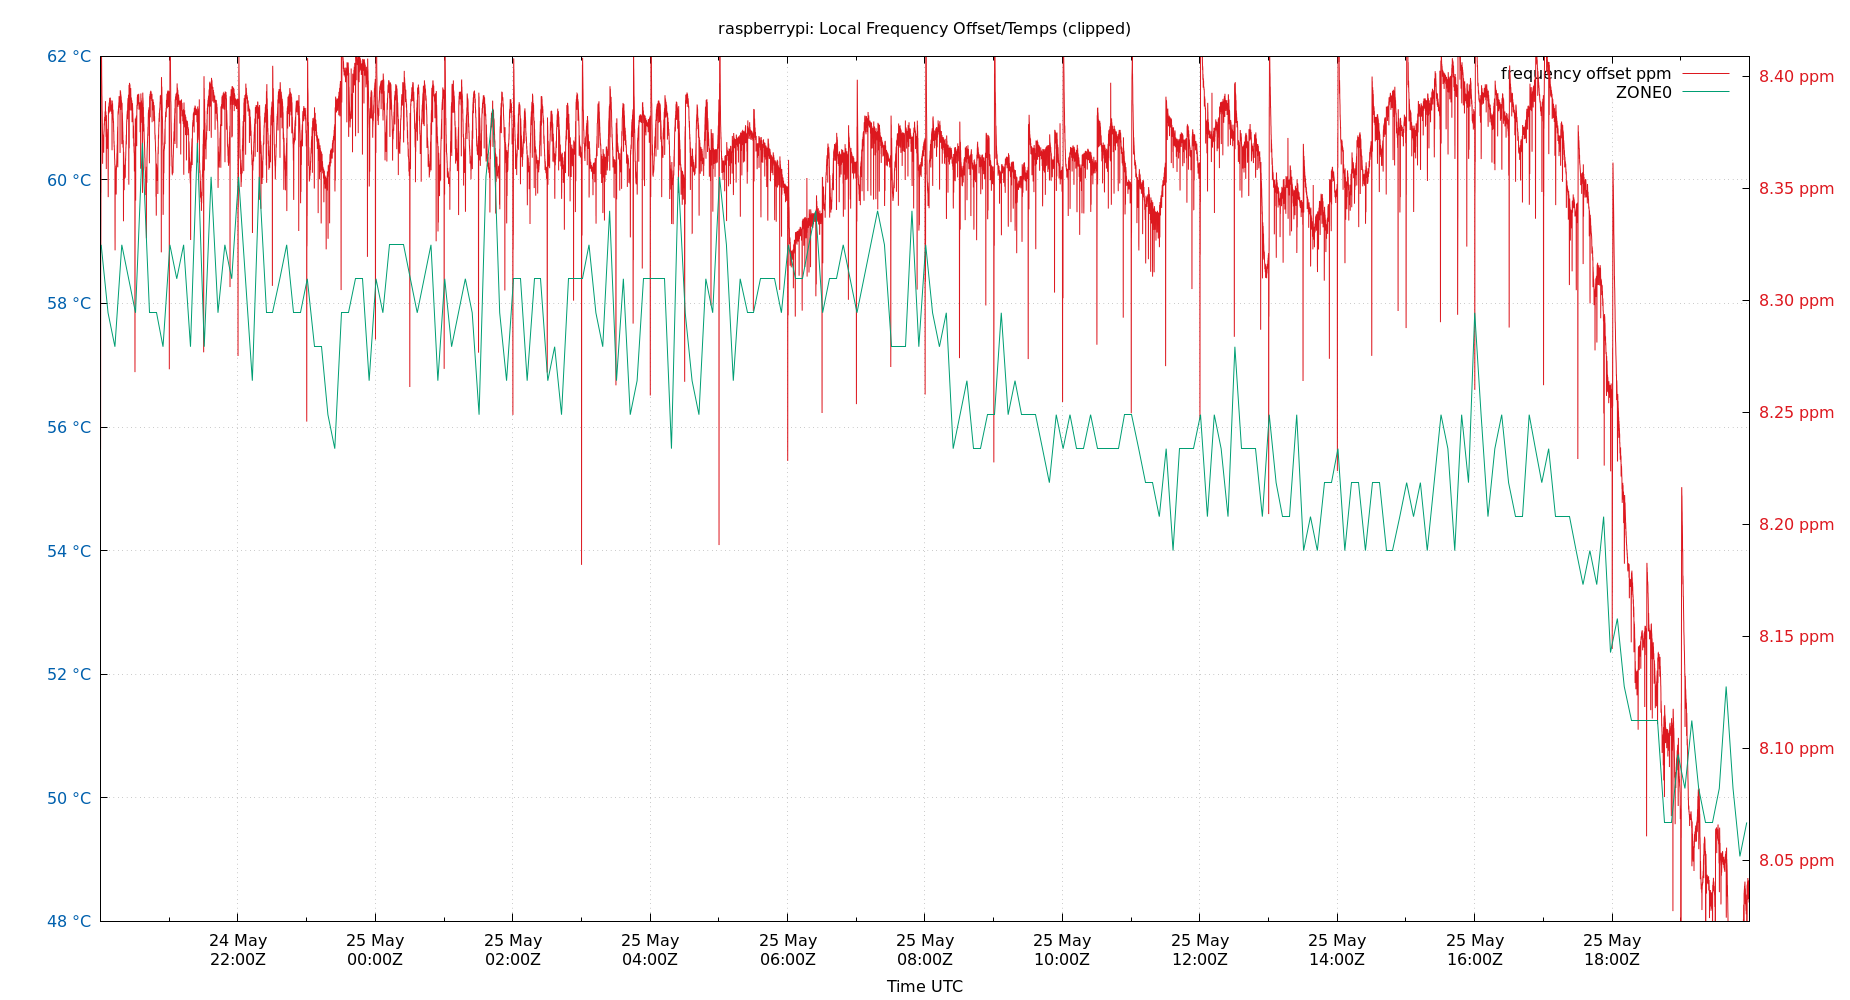 raspberrypi: Local Frequency Offset/Temps (clipped)
62 °C
60 °C
58 °C
56 °C
54 °C
52 °C
50 °C
48 °C
frequency offset ppm
ZONE0
8.40 ppm
8.35 ppm
8.30 ppm
8.25 ppm
8.20 ppm
8.15 ppm
8.10 ppm
8.05 ppm
24 May
22:00Z
25 May
00:00Z
25 May
02:00Z
25 May
04:00Z
25 May
06:00Z
25 May
08:00Z
25 May
10:00Z
25 May
12:00Z
25 May
14:00Z
25 May
16:00Z
25 May
18:00Z
Time UTC